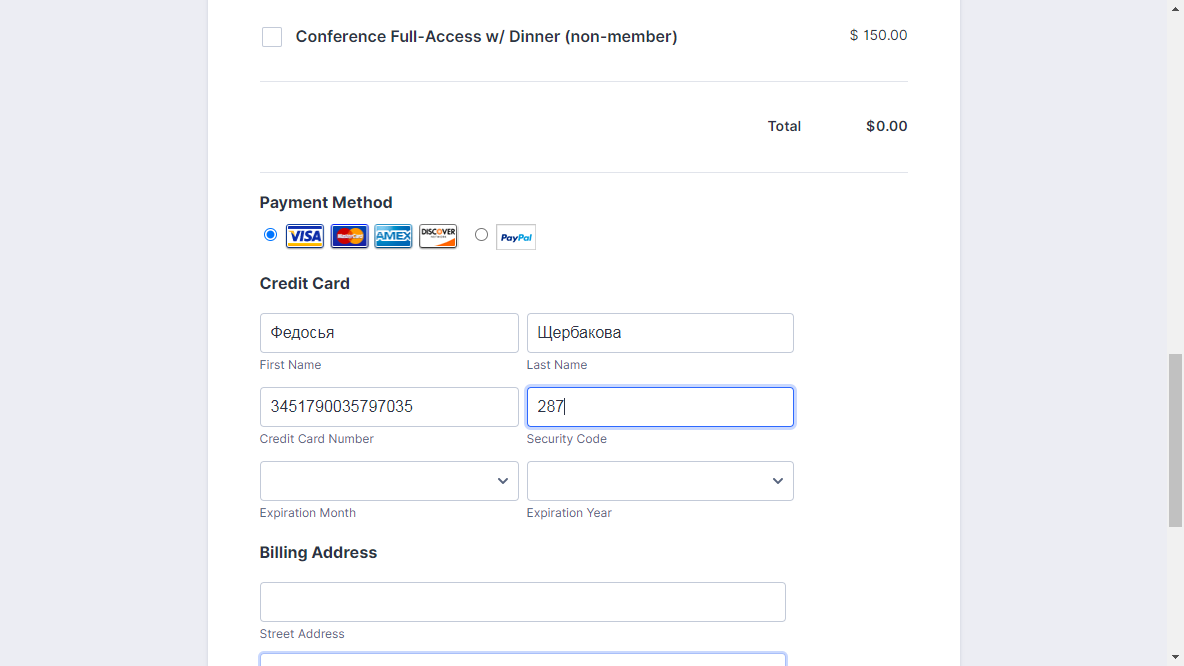 Conference Full-Access w/ Dinner (non-member) $ 150.00
Total $0.00
Payment Method
VISA MasterCard AMEX DISCOVER PayPal
Credit Card
Федосья Щербакова
First Name Last Name
3451790035797035 287
Credit Card Number Security Code
Expiration Month Expiration Year
Billing Address
Street Address